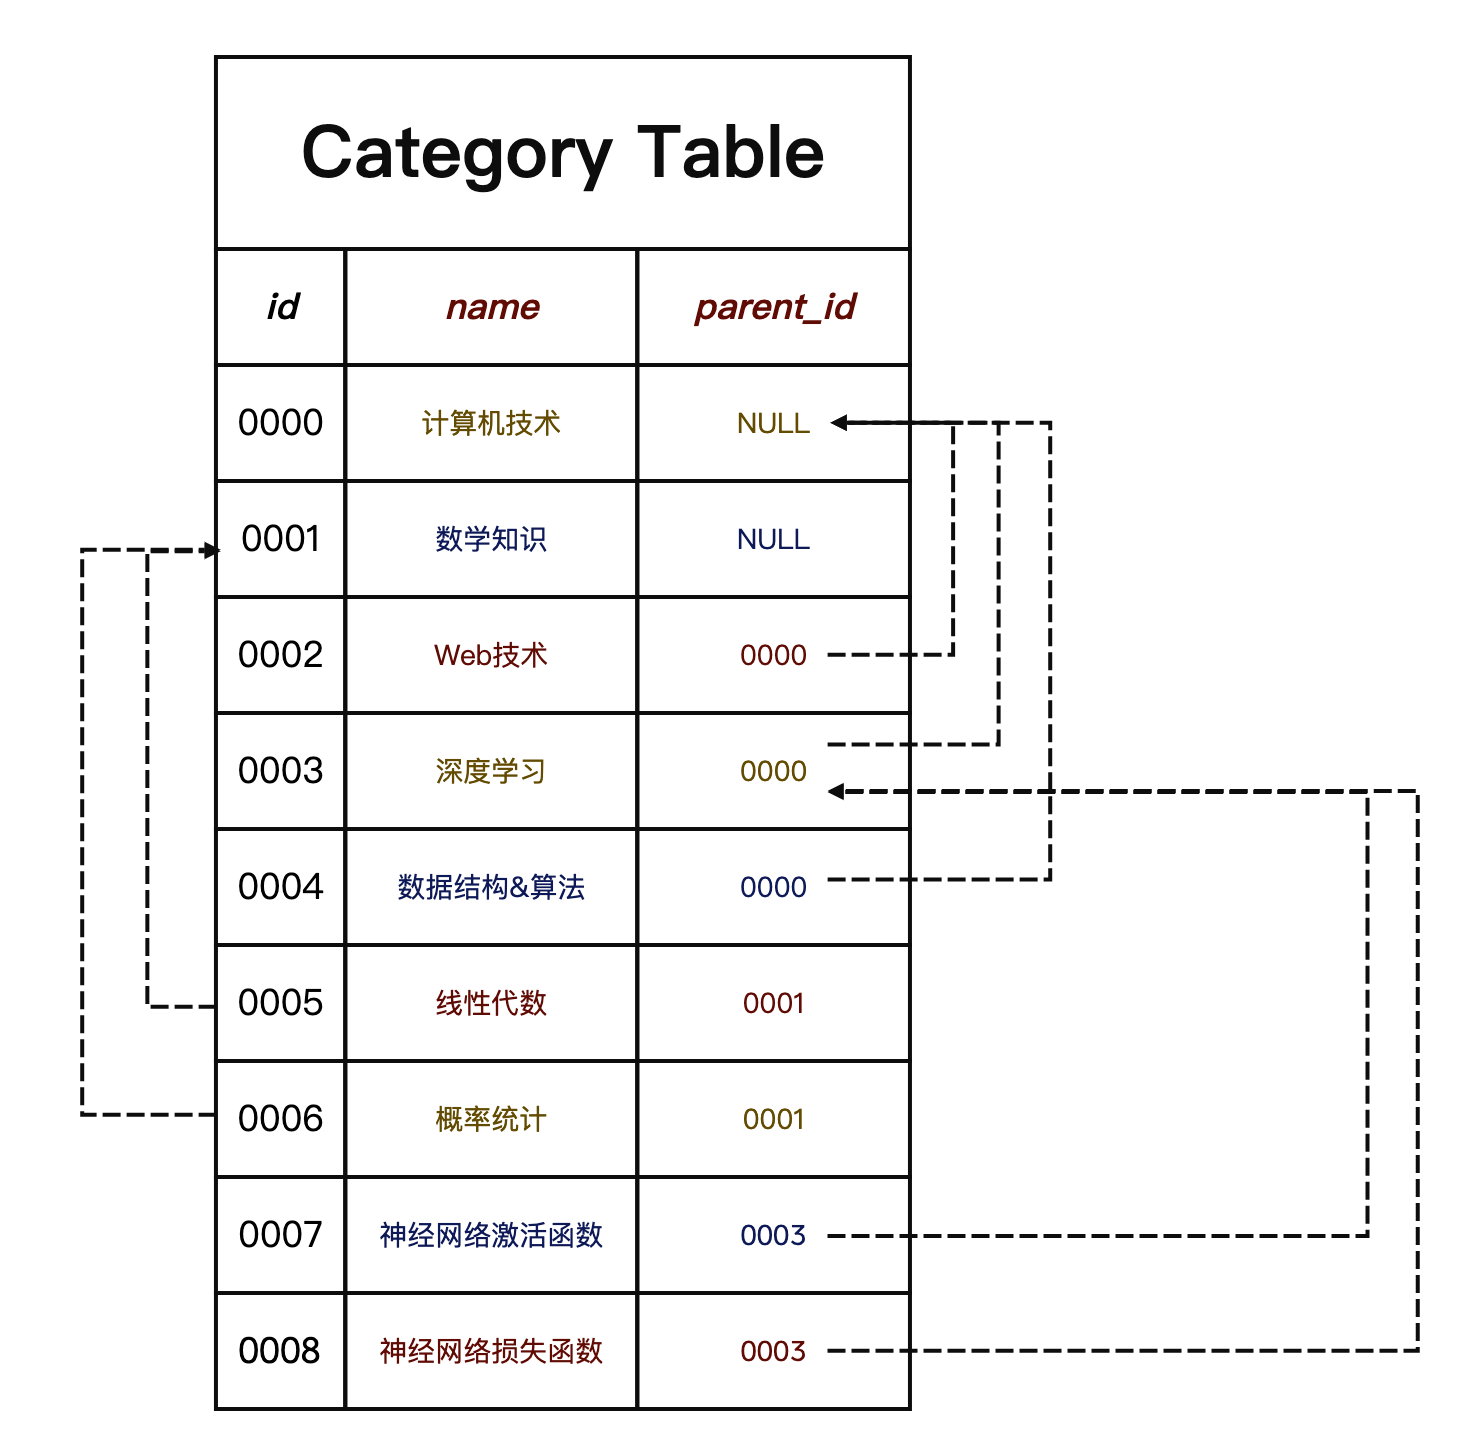 Category Table
id name parent_id
0000 计算机技术 NULL
0001 数学知识 NULL
0002 Web技术 0000
0003 深度学习 0000
0004 数据结构&算法 0000
0005 线性代数 0001
0006 概率统计 0001
0007 神经网络激活函数 0003
0008 神经网络损失函数 0003